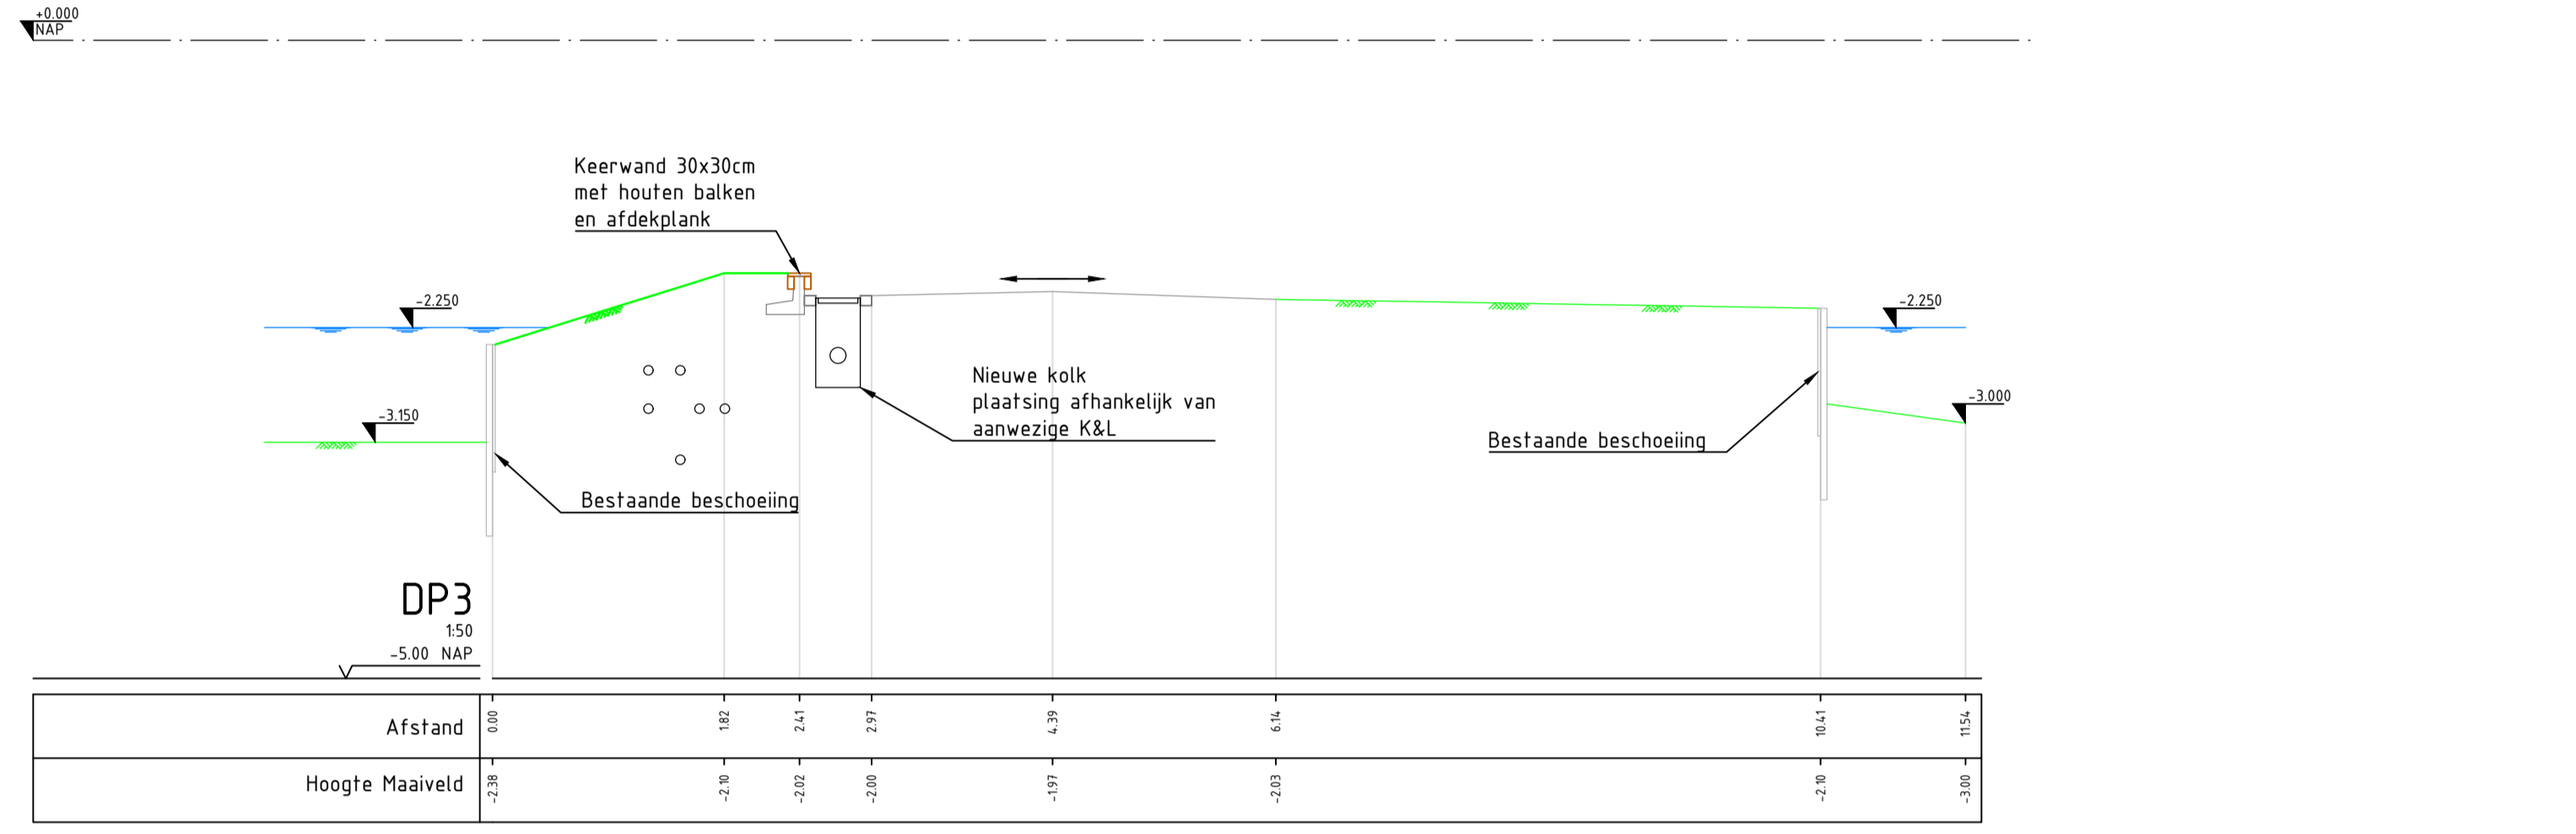 +0.000
NAP
Keerwand 30x30cm
met houten balken
en afdekplank
-2.250
-2.250
Nieuwe kolk
plaatsing afhankelijk van
aanwezige K&L
-3.000
-3.150
Bestaande beschoeiing
Bestaande beschoeiing
DP3
1:50
-5.00 NAP
Afstand
0.00
1.82
2.41
2.97
4.39
6.14
10.41
11.54
Hoogte Maaiveld
-2.38
-2.10
-2.02
-2.00
-1.97
-2.03
-2.10
-3.00